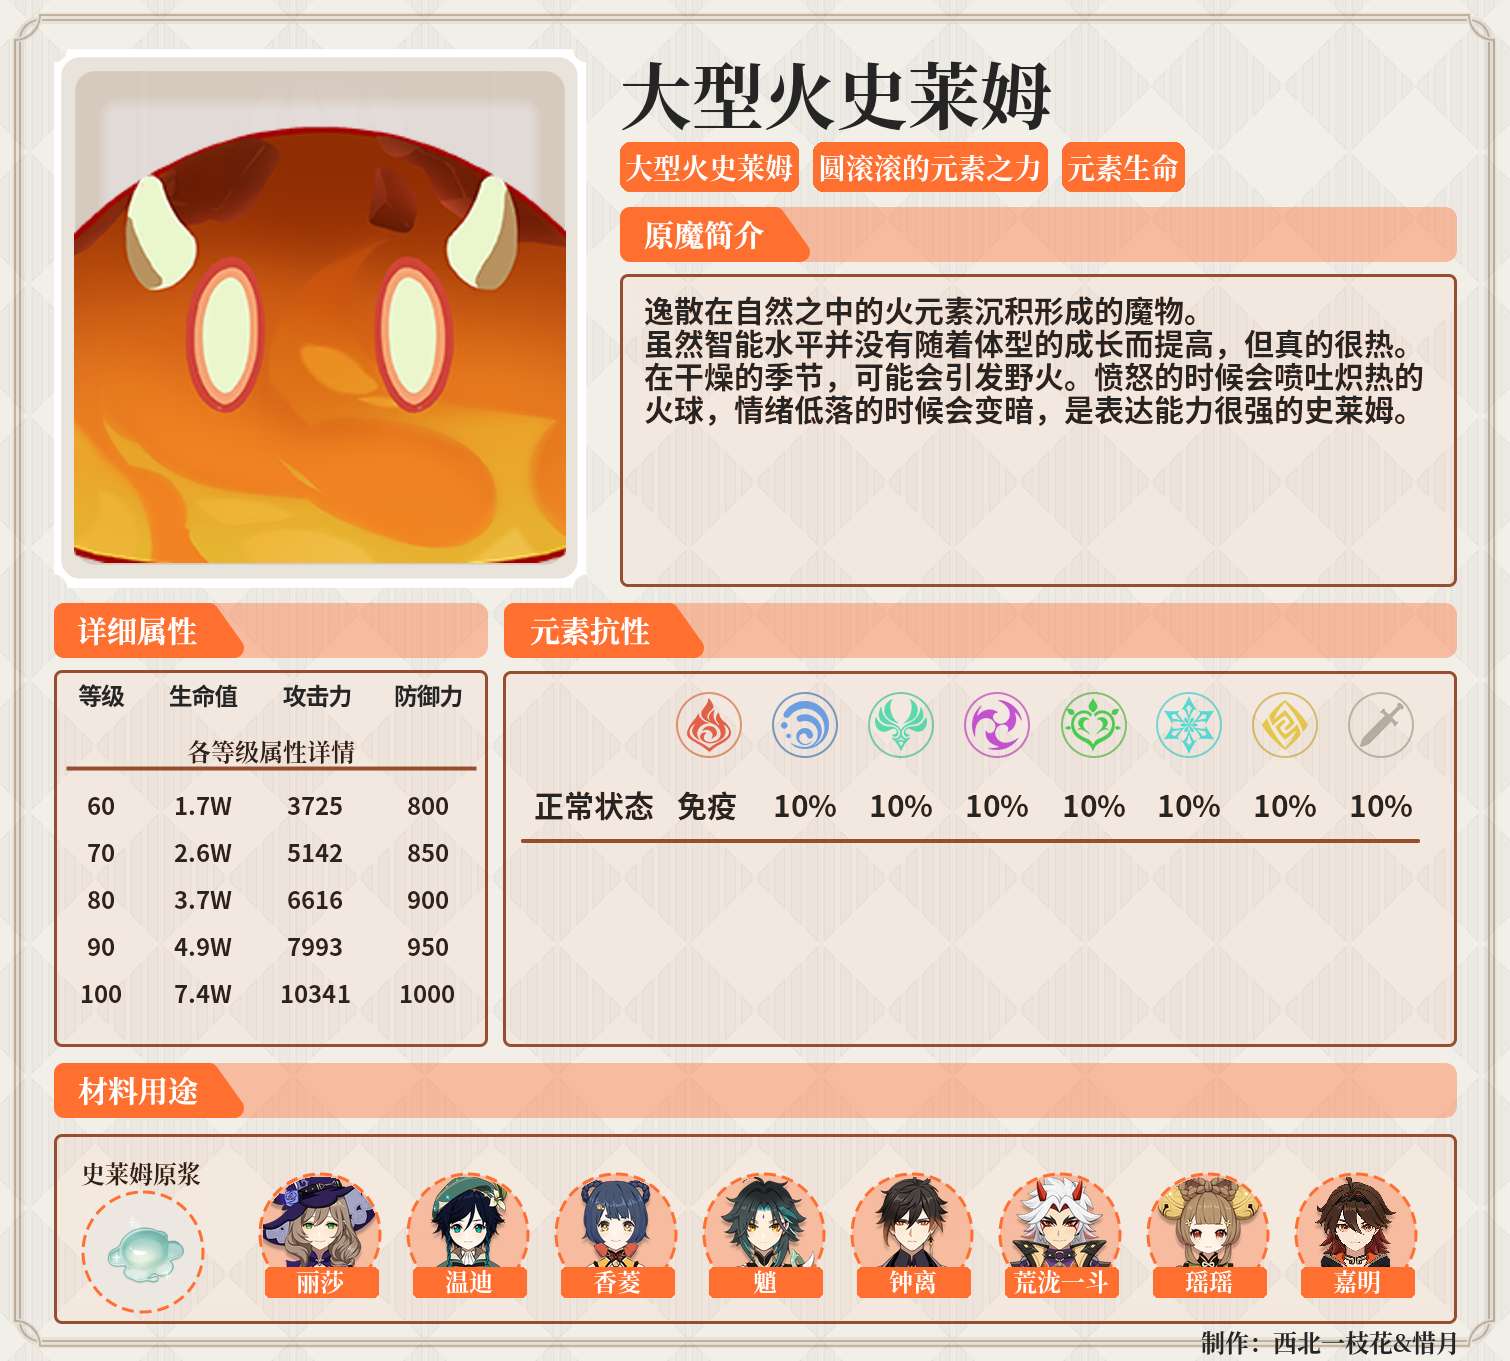 大型火史莱姆
大型火史莱姆 圆滚滚的元素之力 元素生命
原魔简介
逸散在自然之中的火元素沉积形成的魔物。
虽然智能水平并没有随着体型的成长而提高，但真的很热。
在干燥的季节，可能会引发野火。愤怒的时候会喷吐炽热的
火球，情绪低落的时候会变暗，是表达能力很强的史莱姆。
详细属性
等级 生命值 攻击力 防御力
各等级属性详情
60 1.7W 3725 800
70 2.6W 5142 850
80 3.7W 6616 900
90 4.9W 7993 950
100 7.4W 10341 1000
元素抗性
正常状态 免疫 10% 10% 10% 10% 10% 10% 10%
材料用途
史莱姆原浆
丽莎 温迪 香菱 魈 钟离 荒泷一斗 瑶瑶 嘉明
制作：西北一枝花&惜月